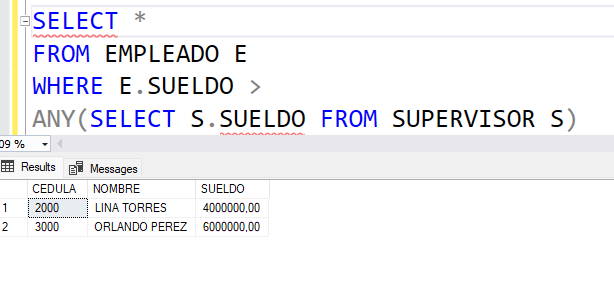 SELECT *
FROM EMPLEADO E
WHERE E.SUELDO >
ANY(SELECT S.SUELDO FROM SUPERVISOR S)
09 %
Results Messages
CEDULA NOMBRE SUELDO
1 2000 LINA TORRES 4000000,00
2 3000 ORLANDO PEREZ 6000000,00